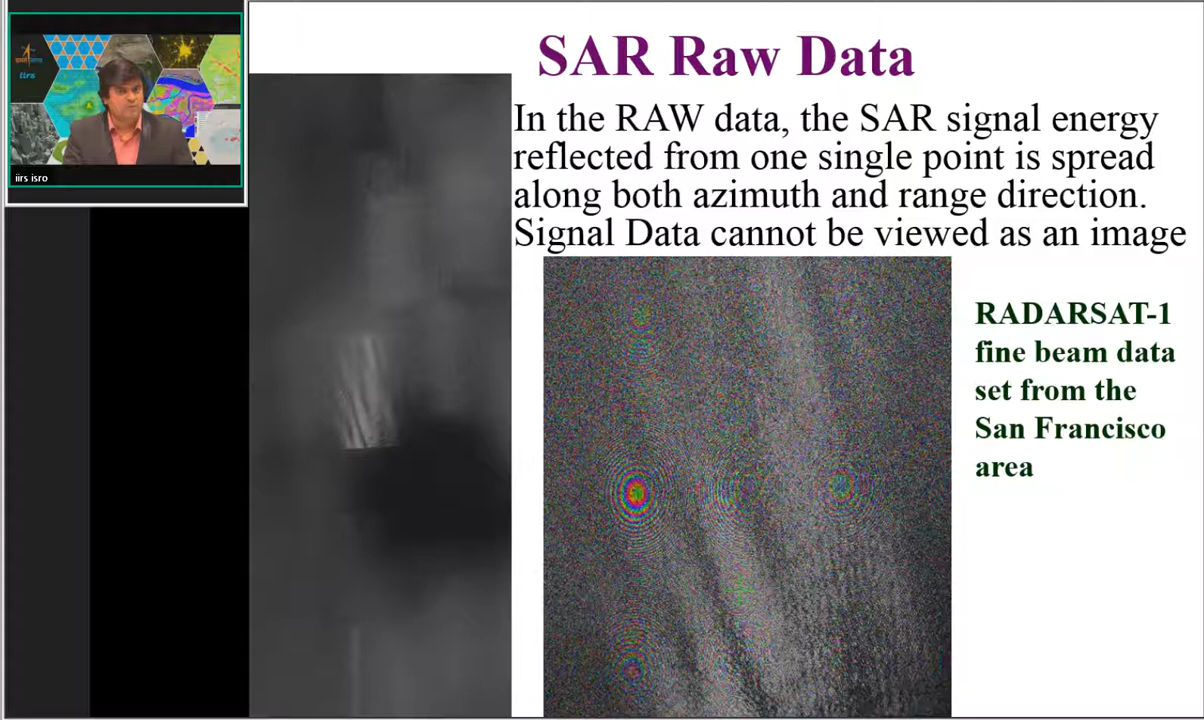 SAR Raw Data
In the RAW data, the SAR signal energy
reflected from one single point is spread
along both azimuth and range direction.
Signal Data cannot be viewed as an image
RADARSAT-1
fine beam data
set from the
San Francisco
area
iirs
iirs isro